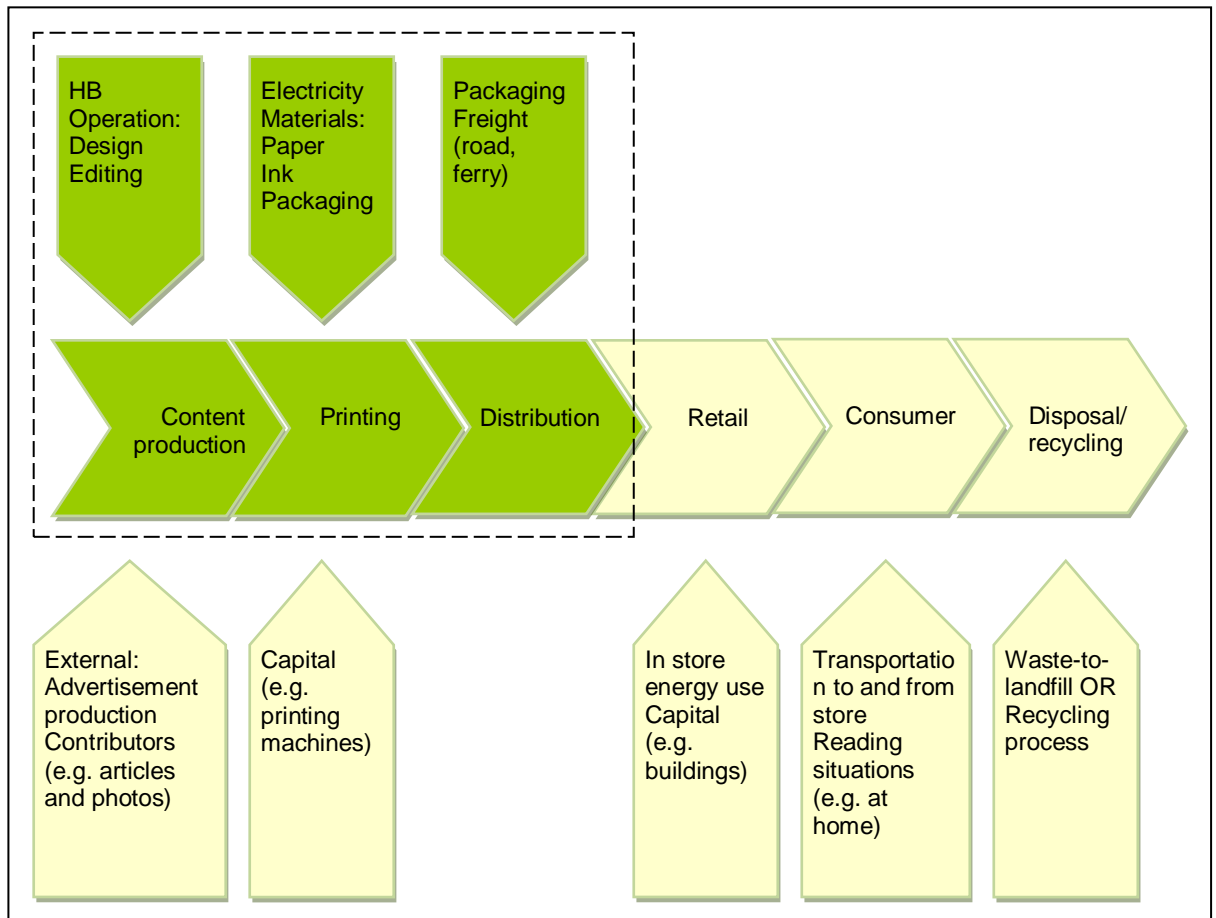 HB
Operation:
Design
Editing
Electricity
Materials:
Paper
Ink
Packaging
Packaging
Freight
(road,
ferry)
Content
production
Printing
Distribution
Retail
Consumer
Disposal/
recycling
External:
Advertisement
production
Contributors
(e.g. articles
and photos)
Capital
(e.g.
printing
machines)
In store
energy use
Capital
(e.g.
buildings)
Transportatio
n to and from
store
Reading
situations
(e.g. at
home)
Waste-to-
landfill OR
Recycling
process